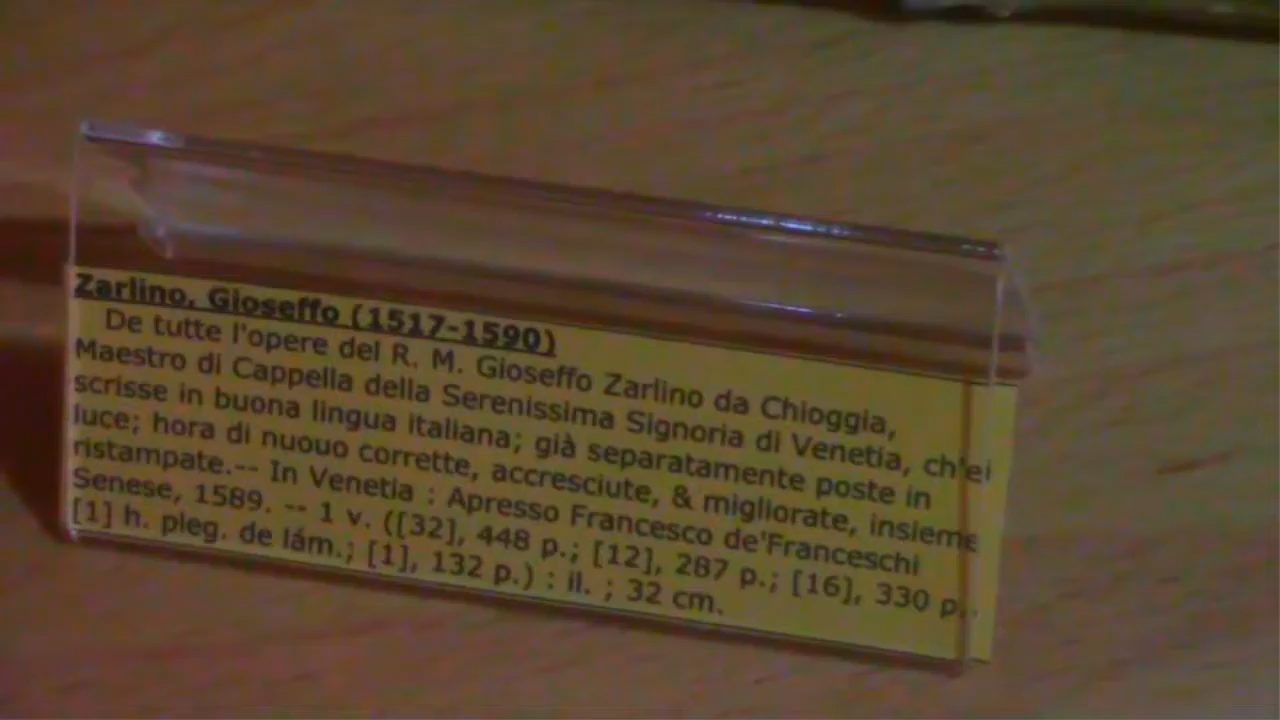 Zarlino, Gioseffo (1517-1590)
De tutte l'opere del R. M. Gioseffo Zarlino da Chioggia,
Maestro di Cappella della Serenissima Signoria di Venetia, ch'ei
scrisse in buona lingua italiana; già separatamente poste in
luce; hora di nuouo corrette, accresciute, & migliorate, insieme
ristampate.-- In Venetia : Apresso Francesco de'Franceschi
Senese, 1589. -- 1 v. ([32], 448 p.; [12], 287 p.; [16], 330 p.,
[1] h. pleg. de lám.; [1], 132 p.) : il. ; 32 cm.